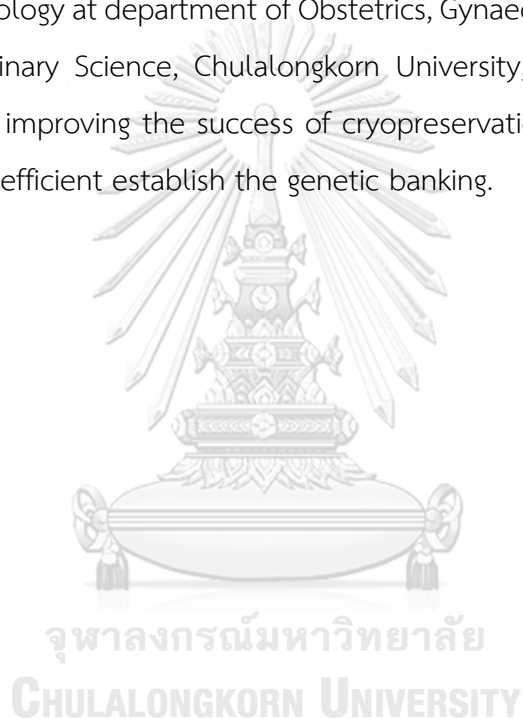 ology at department of Obstetrics, Gynaec
inary Science, Chulalongkorn University,
improving the success of cryopreservatio
efficient establish the genetic banking.
จุฬาลงกรณ์มหาวิทยาลัย
CHULALONGKORN UNIVERSITY